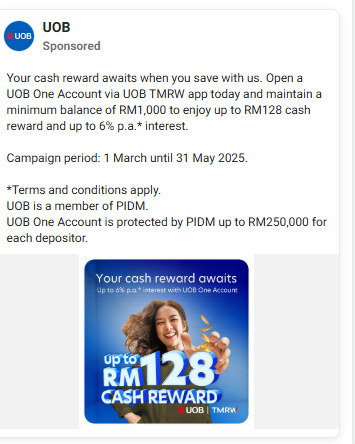 UOB
UOB
Sponsored
Your cash reward awaits when you save with us. Open a
UOB One Account via UOB TMRW app today and maintain a
minimum balance of RM1,000 to enjoy up to RM128 cash
reward and up to 6% p.a.* interest.
Campaign period: 1 March until 31 May 2025.
*Terms and conditions apply.
UOB is a member of PIDM.
UOB One Account is protected by PIDM up to RM250,000 for
each depositor.
Your cash reward awaits
Up to 6% p.a.* interest with UOB One Account
up to
RM128
CASH REWARD
UOB | TMRW